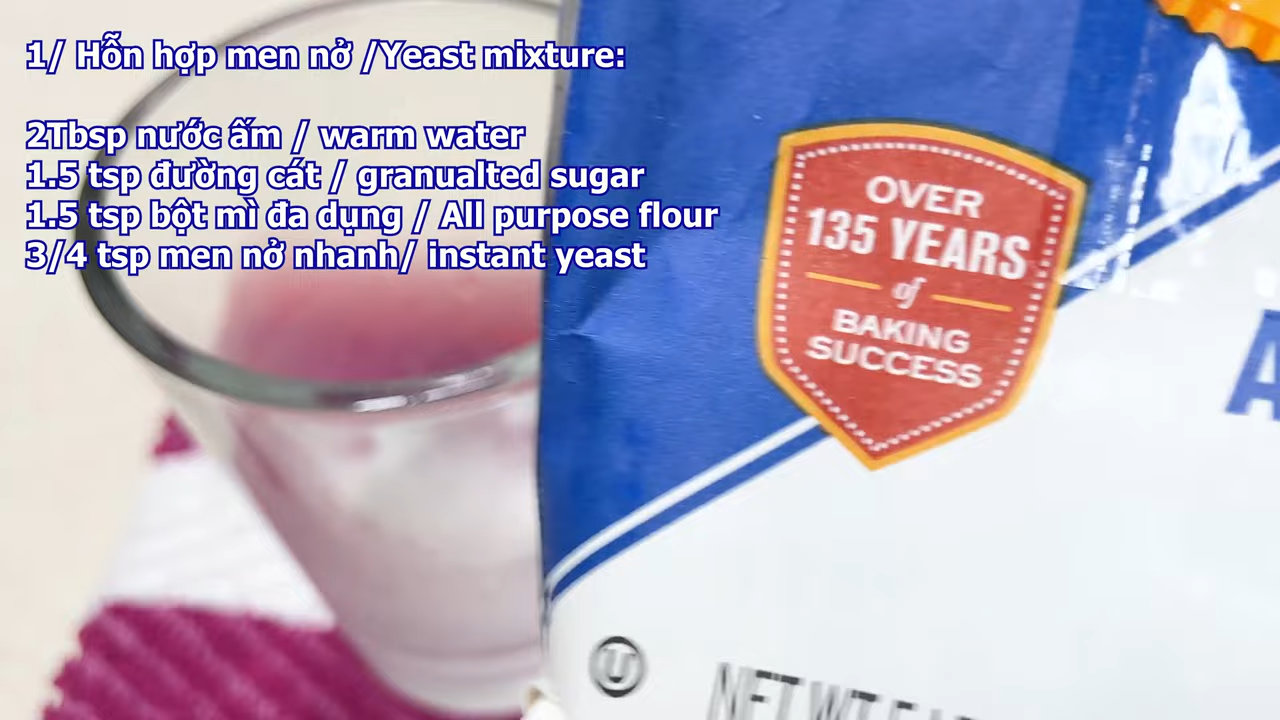 1/ Hỗn hợp men nở /Yeast mixture:
2Tbsp nước ấm / warm water
1.5 tsp đường cát / granualted sugar
1.5 tsp bột mì đa dụng / All purpose flour
3/4 tsp men nở nhanh/ instant yeast
OVER
135 YEARS
of
BAKING
SUCCESS
A
U
NET WT